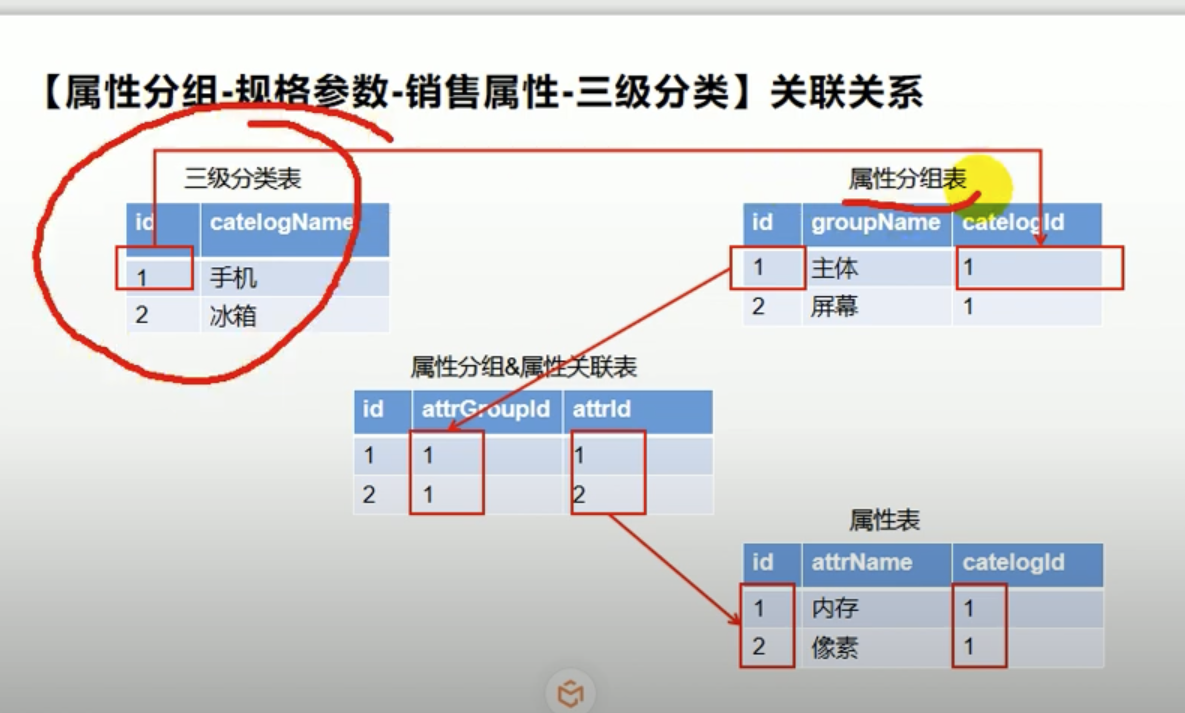 【属性分组-规格参数-销售属性-三级分类】关联关系
三级分类表
id catelogName
1 手机
2 冰箱
属性分组表
id groupName catelogId
1 主体 1
2 屏幕 1
属性分组&属性关联表
id attrGroupId attrId
1 1 1
2 1 2
属性表
id attrName catelogId
1 内存 1
2 像素 1